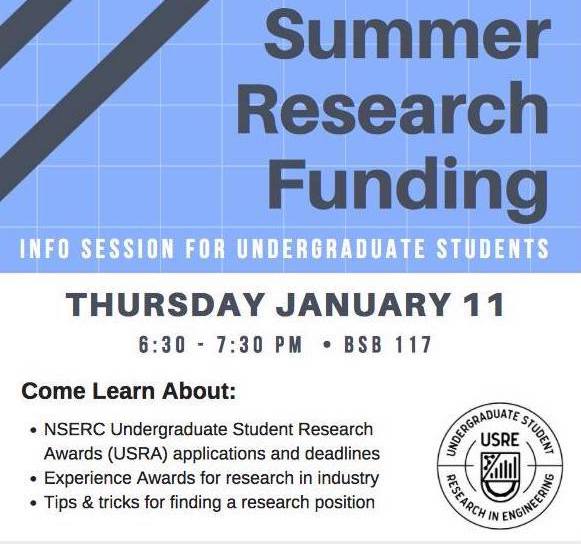 Summer
Research
Funding
INFO SESSION FOR UNDERGRADUATE STUDENTS
THURSDAY JANUARY 11
6:30 - 7:30 PM • BSB 117
Come Learn About:
• NSERC Undergraduate Student Research
Awards (USRA) applications and deadlines
• Experience Awards for research in industry
• Tips & tricks for finding a research position
UNDERGRADUATE STUDENT
USRE
RESEARCH IN ENGINEERING